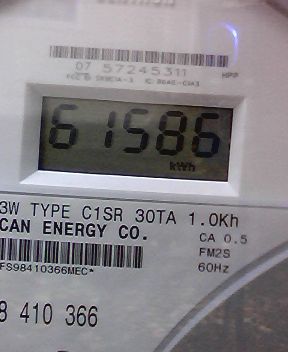 07 57245311 HPP
61586
kWh
3W TYPE C1SR 30TA 1.0Kh
CAN ENERGY CO. CA 0.5
FM2S
FS98410366MEC* 60Hz
8 410 366